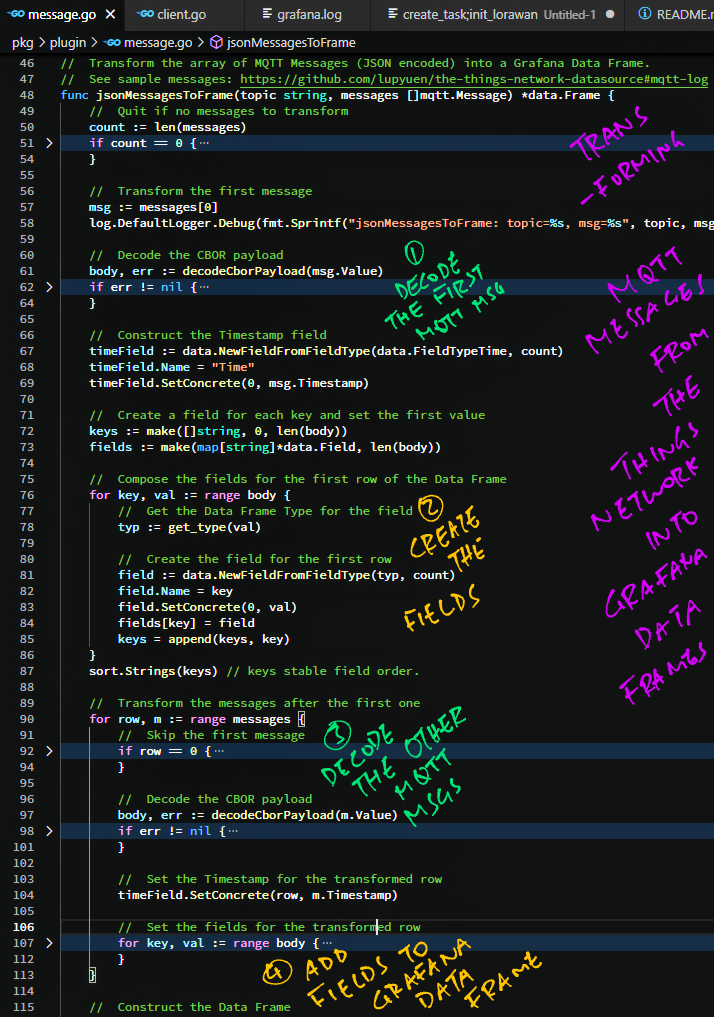 message.go
client.go
grafana.log
create_task;init_lorawan Untitled-1
README.m
pkg > plugin > message.go > jsonMessagesToFrame
46 // Transform the array of MQTT Messages (JSON encoded) into a Grafana Data Frame.
47 // See sample messages: https://github.com/lupyuen/the-things-network-datasource#mqtt-log
48 func jsonMessagesToFrame(topic string, messages []mqtt.Message) *data.Frame {
49 // Quit if no messages to transform
50 count := len(messages)
51 if count == 0 {…
54 }
55
56 // Transform the first message
57 msg := messages[0]
58 log.DefaultLogger.Debug(fmt.Sprintf("jsonMessagesToFrame: topic=%s, msg=%s", topic, msg
59
60 // Decode the CBOR payload
61 body, err := decodeCborPayload(msg.Value)
62 if err != nil {…
64 }
65
66 // Construct the Timestamp field
67 timeField := data.NewFieldFromFieldType(data.FieldTypeTime, count)
68 timeField.Name = "Time"
69 timeField.SetConcrete(0, msg.Timestamp)
70
71 // Create a field for each key and set the first value
72 keys := make([]string, 0, len(body))
73 fields := make(map[string]*data.Field, len(body))
74
75 // Compose the fields for the first row of the Data Frame
76 for key, val := range body {
77 // Get the Data Frame Type for the field
78 typ := get_type(val)
79
80 // Create the field for the first row
81 field := data.NewFieldFromFieldType(typ, count)
82 field.Name = key
83 field.SetConcrete(0, val)
84 fields[key] = field
85 keys = append(keys, key)
86 }
87 sort.Strings(keys) // keys stable field order.
88
89 // Transform the messages after the first one
90 for row, m := range messages {
91 // Skip the first message
92 if row == 0 {…
94 }
95
96 // Decode the CBOR payload
97 body, err := decodeCborPayload(m.Value)
98 if err != nil {…
101 }
102
103 // Set the Timestamp for the transformed row
104 timeField.SetConcrete(row, m.Timestamp)
105
106 // Set the fields for the transformed row
107 for key, val := range body {…
112 }
113 }
114
115 // Construct the Data Frame
TRANS
-FORMING
MQTT
MESSAGES
FROM
THE
THINGS
NETWORK
INTO
GRAFANA
DATA
FRAMES
1
DECODE
THE FIRST
MQTT MSG
2
CREATE
THE
FIELDS
3
DECODE
THE OTHER
MQTT
MSGS
4 ADD
FIELDS TO
GRAFANA
DATA
FRAME